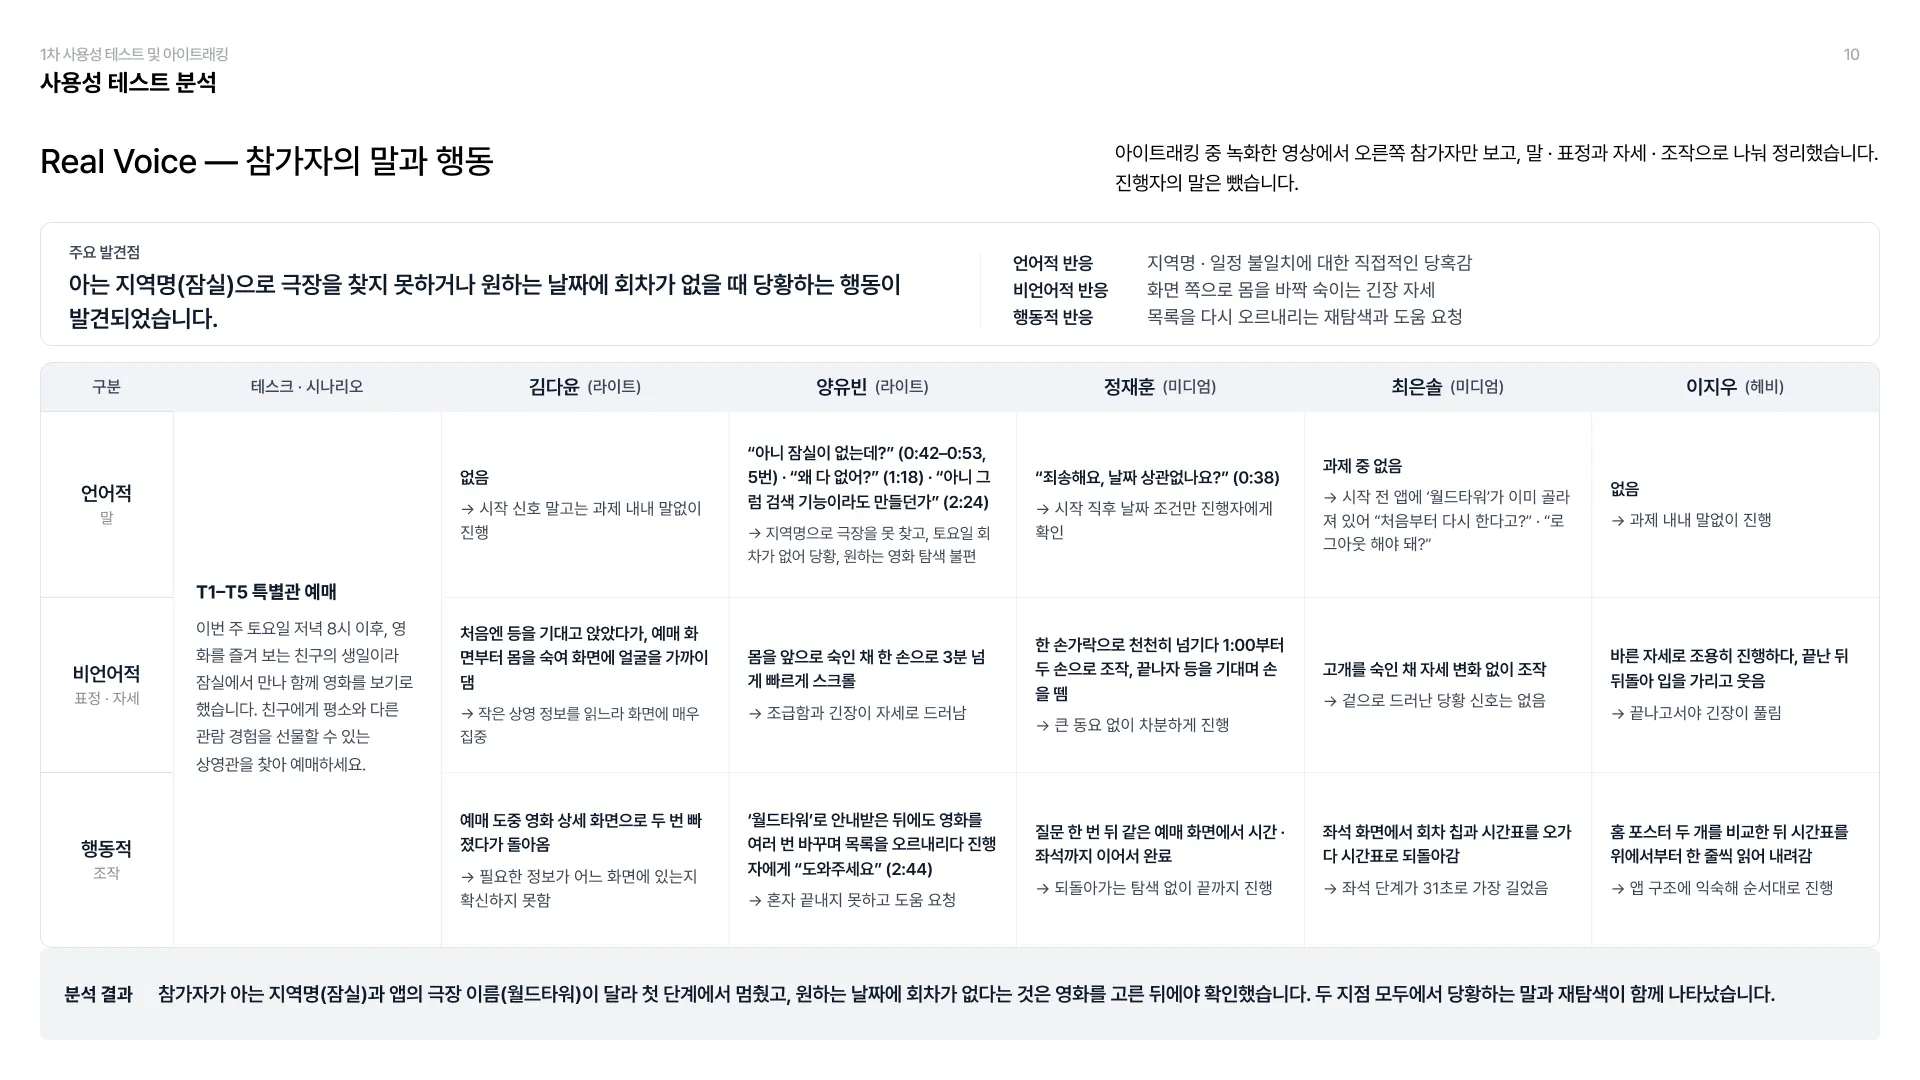 1차 사용성 테스트 및 아이트래킹
10
사용성 테스트 분석
Real Voice — 참가자의 말과 행동
아이트래킹 중 녹화한 영상에서 오른쪽 참가자만 보고, 말 · 표정과 자세 · 조작으로 나눠 정리했습니다.
진행자의 말은 뺐습니다.
주요 발견점
아는 지역명(잠실)으로 극장을 찾지 못하거나 원하는 날짜에 회차가 없을 때 당황하는 행동이
발견되었습니다.
언어적 반응 지역명 · 일정 불일치에 대한 직접적인 당혹감
비언어적 반응 화면 쪽으로 몸을 바짝 숙이는 긴장 자세
행동적 반응 목록을 다시 오르내리는 재탐색과 도움 요청
구분 테스크 · 시나리오 김다윤 (라이트) 양유빈 (라이트) 정재훈 (미디엄) 최은솔 (미디엄) 이지우 (헤비)
T1–T5 특별관 예매
이번 주 토요일 저녁 8시 이후, 영
화를 즐겨 보는 친구의 생일이라
잠실에서 만나 함께 영화를 보기로
했습니다. 친구에게 평소와 다른
관람 경험을 선물할 수 있는
상영관을 찾아 예매하세요.
언어적
말
없음
→ 시작 신호 말고는 과제 내내 말없이
진행
“아니 잠실이 없는데?” (0:42–0:53,
5번) · “왜 다 없어?” (1:18) · “아니 그
럼 검색 기능이라도 만들던가” (2:24)
→ 지역명으로 극장을 못 찾고, 토요일 회
차가 없어 당황, 원하는 영화 탐색 불편
“죄송해요, 날짜 상관없나요?” (0:38)
→ 시작 직후 날짜 조건만 진행자에게
확인
과제 중 없음
→ 시작 전 앱에 ‘월드타워’가 이미 골라
져 있어 “처음부터 다시 한다고?” · “로
그아웃 해야 돼?”
없음
→ 과제 내내 말없이 진행
비언어적
표정 · 자세
처음엔 등을 기대고 앉았다가, 예매 화
면부터 몸을 숙여 화면에 얼굴을 가까이
댐
→ 작은 상영 정보를 읽느라 화면에 매우
집중
몸을 앞으로 숙인 채 한 손으로 3분 넘
게 빠르게 스크롤
→ 조급함과 긴장이 자세로 드러남
한 손가락으로 천천히 넘기다 1:00부터
두 손으로 조작, 끝나자 등을 기대며 손
을 뗌
→ 큰 동요 없이 차분하게 진행
고개를 숙인 채 자세 변화 없이 조작
→ 겉으로 드러난 당황 신호는 없음
바른 자세로 조용히 진행하다, 끝난 뒤
뒤돌아 입을 가리고 웃음
→ 끝나고서야 긴장이 풀림
행동적
조작
예매 도중 영화 상세 화면으로 두 번 빠
졌다가 돌아옴
→ 필요한 정보가 어느 화면에 있는지
확신하지 못함
‘월드타워’로 안내받은 뒤에도 영화를
여러 번 바꾸며 목록을 오르내리다 진행
자에게 “도와주세요” (2:44)
→ 혼자 끝내지 못하고 도움 요청
질문 한 번 뒤 같은 예매 화면에서 시간 ·
좌석까지 이어서 완료
→ 되돌아가는 탐색 없이 끝까지 진행
좌석 화면에서 회차 칩과 시간표를 오가
다 시간표로 되돌아감
→ 좌석 단계가 31초로 가장 길었음
홈 포스터 두 개를 비교한 뒤 시간표를
위에서부터 한 줄씩 읽어 내려감
→ 앱 구조에 익숙해 순서대로 진행
분석 결과 참가자가 아는 지역명(잠실)과 앱의 극장 이름(월드타워)이 달라 첫 단계에서 멈췄고, 원하는 날짜에 회차가 없다는 것은 영화를 고른 뒤에야 확인했습니다. 두 지점 모두에서 당황하는 말과 재탐색이 함께 나타났습니다.